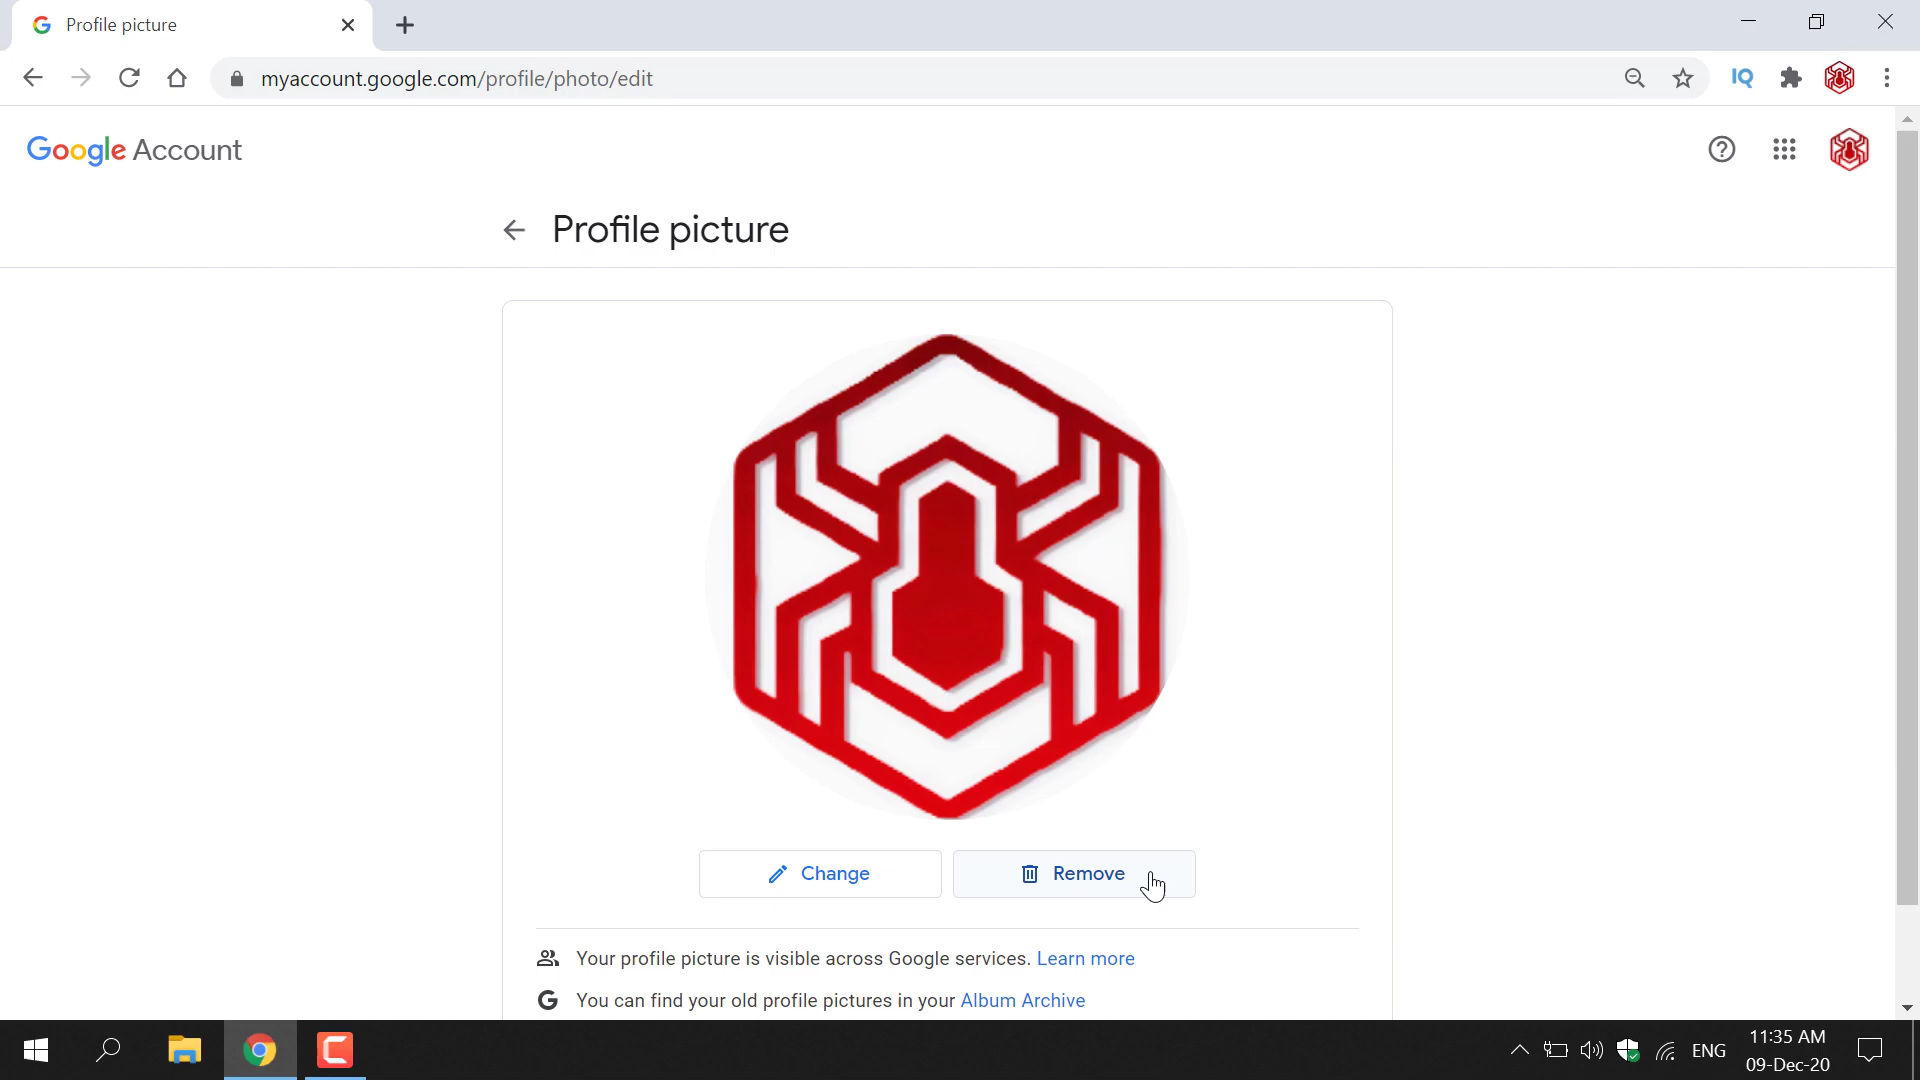 Profile picture
myaccount.google.com/profile/photo/edit
IQ
Google Account
Profile picture
Change
Remove
Your profile picture is visible across Google services. Learn more
You can find your old profile pictures in your Album Archive
ENG
11:35 AM
09-Dec-20